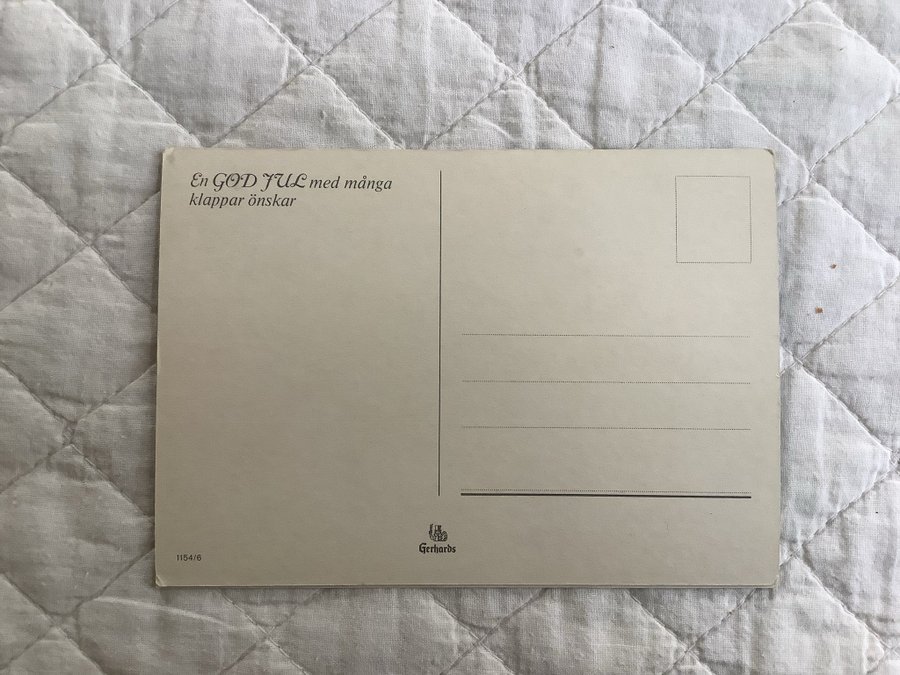 En GOD JUL med många
klappar önskar
1154/6
Gerhards